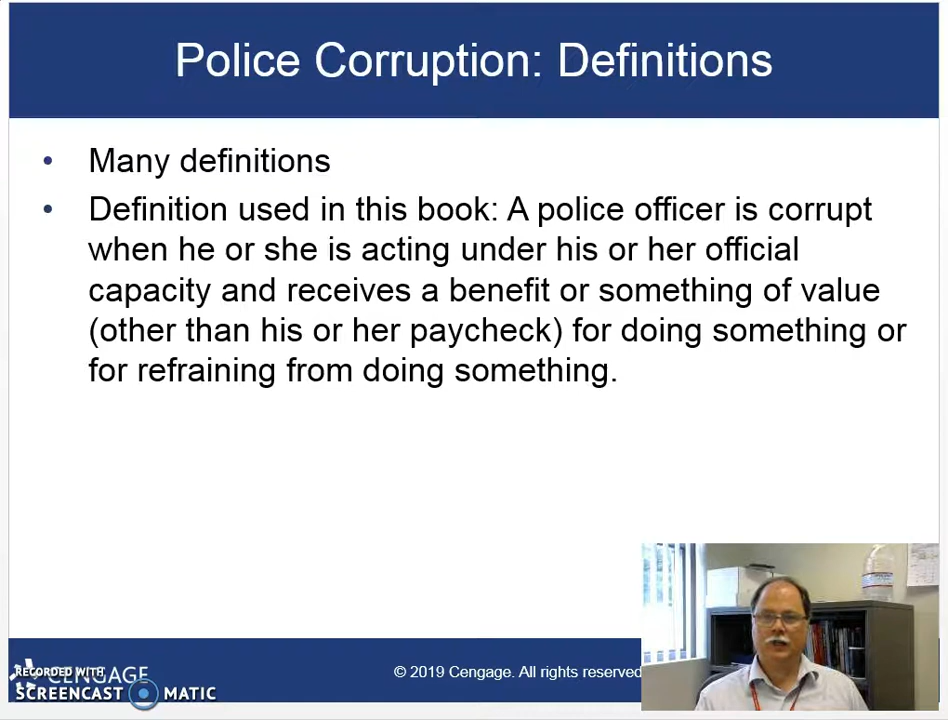 Police Corruption: Definitions
• Many definitions
• Definition used in this book: A police officer is corrupt
when he or she is acting under his or her official
capacity and receives a benefit or something of value
(other than his or her paycheck) for doing something or
for refraining from doing something.
© 2019 Cengage. All rights reserved
RECORDED WITH
CENGAGE
SCREENCAST MATIC